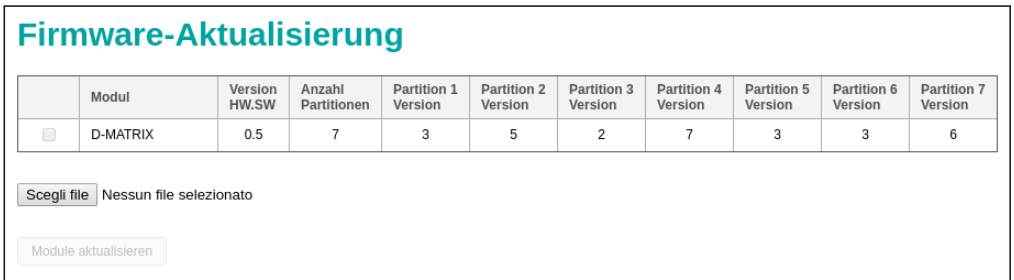 Firmware-Aktualisierung
Modul Version HW.SW Anzahl Partitionen Partition 1 Version Partition 2 Version Partition 3 Version Partition 4 Version Partition 5 Version Partition 6 Version Partition 7 Version
D-MATRIX 0.5 7 3 5 2 7 3 3 6
Scegli file Nessun file selezionato
Module aktualisieren